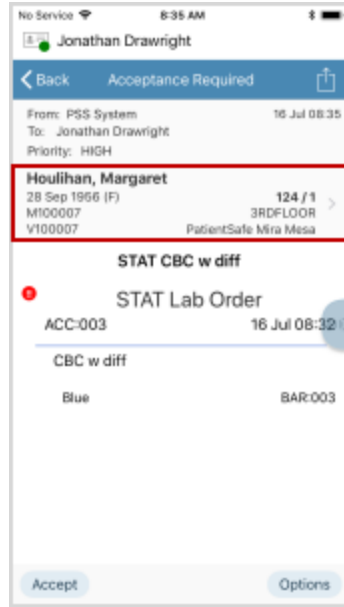 No Service 8:35 AM
Jonathan Drawright
Back Acceptance Required
From: PSS System 16 Jul 08:35
To: Jonathan Drawright
Priority: HIGH
Houlihan, Margaret
28 Sep 1956 (F) 124 / 1
M100007 3RDFLOOR
V100007 PatientSafe Mira Mesa
STAT CBC w diff
STAT Lab Order
ACC:003 16 Jul 08:32
CBC w diff
Blue BAR:003
Accept Options